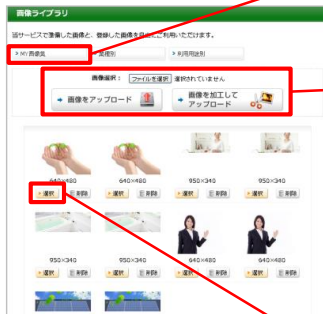 画像ライブラリ
当サービスで準備した画像と、登録した画像を自由にご利用いただけます。
> MY画像集
> 業種別
> 利用用途別
画像選択： ファイルを選択 選択されていません
画像をアップロード
画像を加工して
アップロード
640×480 640×480 950×340 950×340
選択 削除 選択 削除 選択 削除 選択 削除
950×340 950×340 640×480 640×480
選択 削除 選択 削除 選択 削除 選択 削除